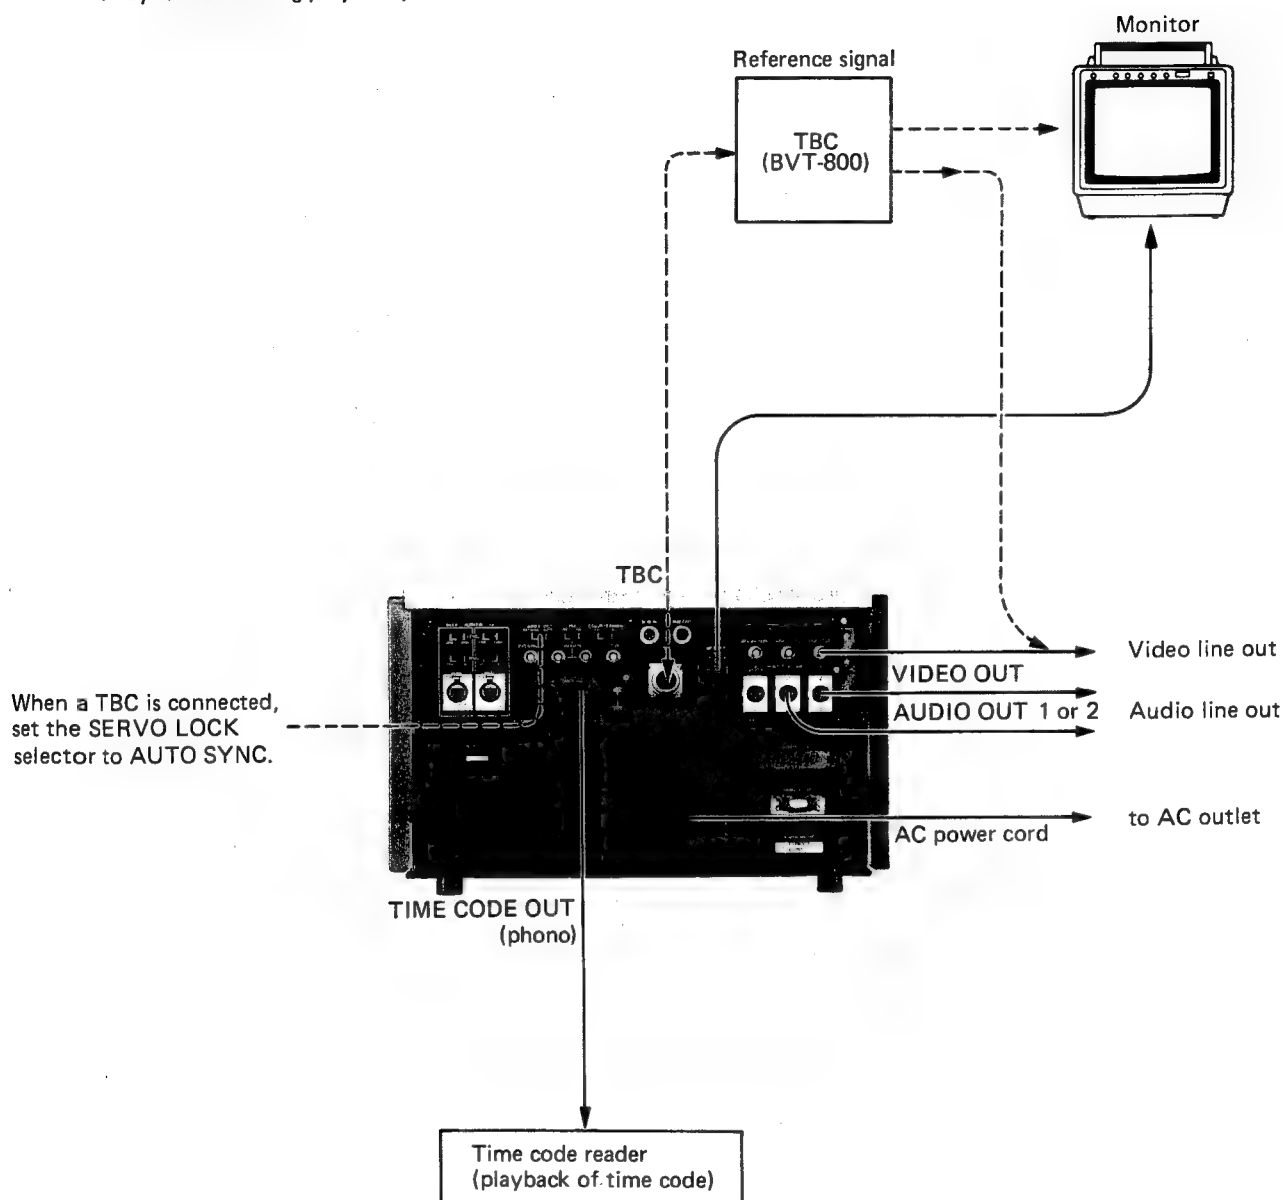 Monitor
Reference signal
TBC
(BVT-800)
TBC
When a TBC is connected,
set the SERVO LOCK
selector to AUTO SYNC.
VIDEO OUT
Video line out
AUDIO OUT 1 or 2
Audio line out
AC power cord
to AC outlet
TIME CODE OUT
(phono)
Time code reader
(playback of time code)